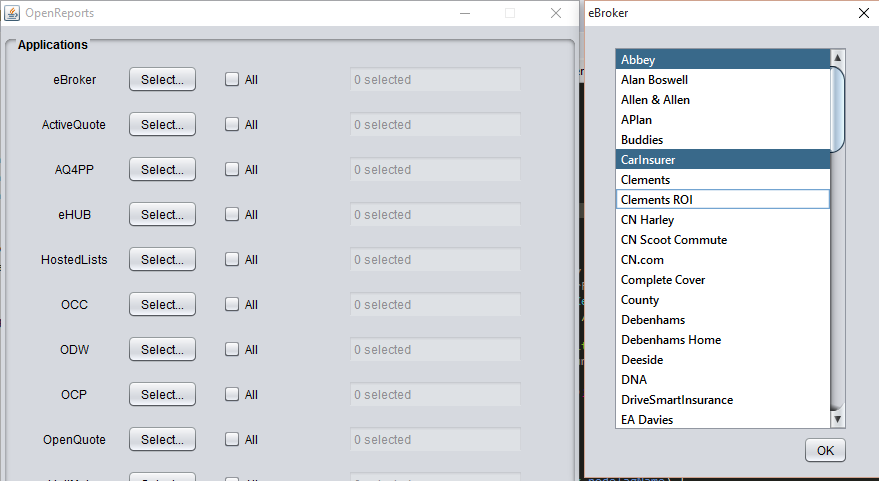 OpenReports
Applications
eBroker Select... All 0 selected
ActiveQuote Select... All 0 selected
AQ4PP Select... All 0 selected
eHUB Select... All 0 selected
HostedLists Select... All 0 selected
OCC Select... All 0 selected
ODW Select... All 0 selected
OCP Select... All 0 selected
OpenQuote Select... All 0 selected
eBroker
Abbey
Alan Boswell
Allen & Allen
APlan
Buddies
CarInsurer
Clements
Clements ROI
CN Harley
CN Scoot Commute
CN.com
Complete Cover
County
Debenhams
Debenhams Home
Deeside
DNA
DriveSmartInsurance
EA Davies
OK